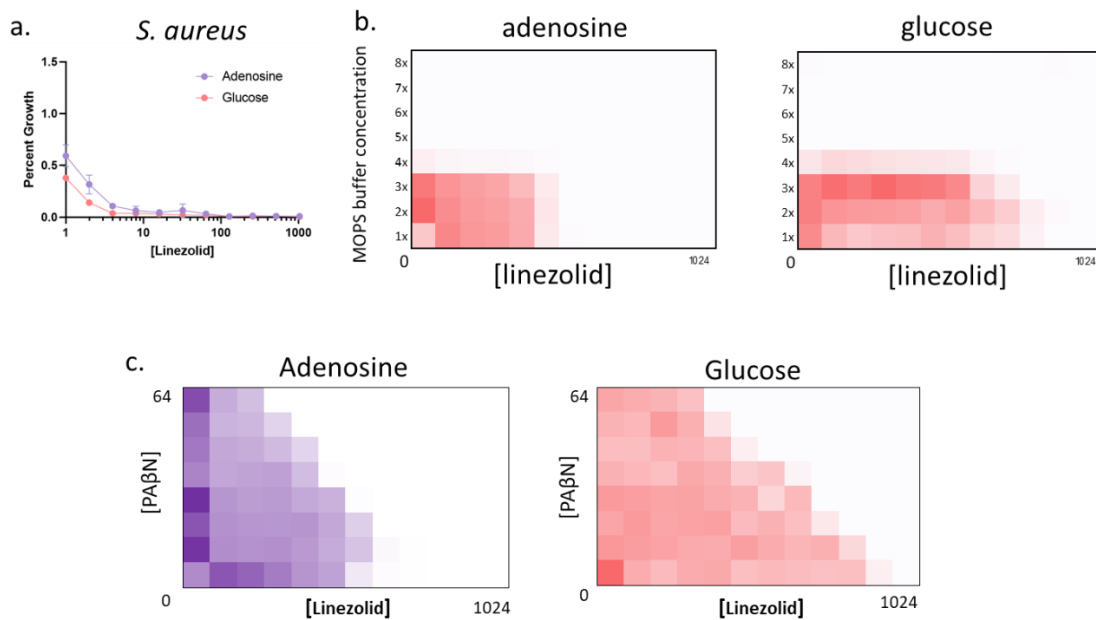 a.
S. aureus
1.5
1.0
0.5
0.0
Percent Growth
Adenosine
Glucose
1
10
100
1000
[Linezolid]
b.
adenosine
MOPS buffer concentration
8x
7x
6x
5x
4x
3x
2x
1x
0
1024
[linezolid]
glucose
8x
7x
6x
5x
4x
3x
2x
1x
0
1024
[linezolid]
c.
Adenosine
64
[PAβN]
0
[Linezolid]
1024
Glucose
64
[PAβN]
0
[Linezolid]
1024